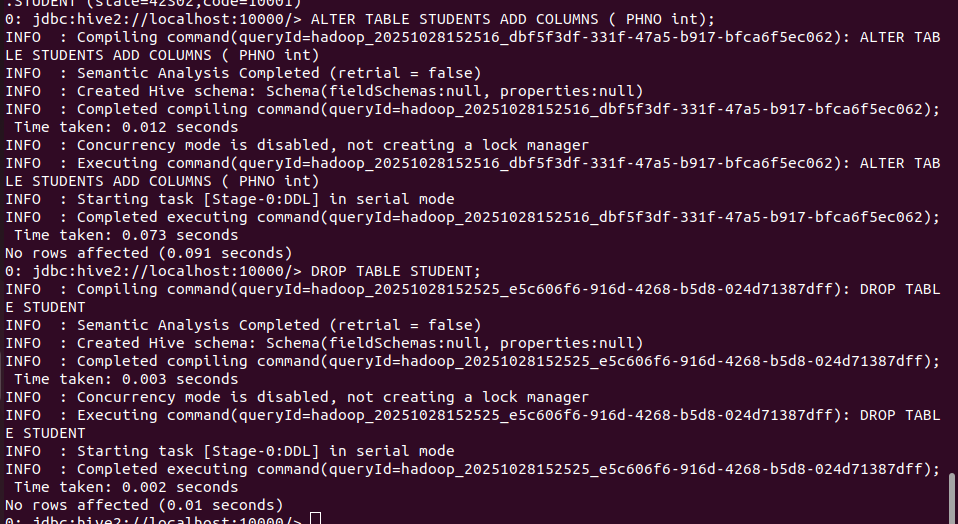 .STUDENT (state=42S02,code=10001)
0: jdbc:hive2://localhost:10000/> ALTER TABLE STUDENTS ADD COLUMNS ( PHNO int);
INFO  : Compiling command(queryId=hadoop_20251028152516_dbf5f3df-331f-47a5-b917-bfca6f5ec062): ALTER TAB
LE STUDENTS ADD COLUMNS ( PHNO int)
INFO  : Semantic Analysis Completed (retrial = false)
INFO  : Created Hive schema: Schema(fieldSchemas:null, properties:null)
INFO  : Completed compiling command(queryId=hadoop_20251028152516_dbf5f3df-331f-47a5-b917-bfca6f5ec062);
 Time taken: 0.012 seconds
INFO  : Concurrency mode is disabled, not creating a lock manager
INFO  : Executing command(queryId=hadoop_20251028152516_dbf5f3df-331f-47a5-b917-bfca6f5ec062): ALTER TAB
LE STUDENTS ADD COLUMNS ( PHNO int)
INFO  : Starting task [Stage-0:DDL] in serial mode
INFO  : Completed executing command(queryId=hadoop_20251028152516_dbf5f3df-331f-47a5-b917-bfca6f5ec062);
 Time taken: 0.073 seconds
No rows affected (0.091 seconds)
0: jdbc:hive2://localhost:10000/> DROP TABLE STUDENT;
INFO  : Compiling command(queryId=hadoop_20251028152525_e5c606f6-916d-4268-b5d8-024d71387dff): DROP TABL
E STUDENT
INFO  : Semantic Analysis Completed (retrial = false)
INFO  : Created Hive schema: Schema(fieldSchemas:null, properties:null)
INFO  : Completed compiling command(queryId=hadoop_20251028152525_e5c606f6-916d-4268-b5d8-024d71387dff);
 Time taken: 0.003 seconds
INFO  : Concurrency mode is disabled, not creating a lock manager
INFO  : Executing command(queryId=hadoop_20251028152525_e5c606f6-916d-4268-b5d8-024d71387dff): DROP TABL
E STUDENT
INFO  : Starting task [Stage-0:DDL] in serial mode
INFO  : Completed executing command(queryId=hadoop_20251028152525_e5c606f6-916d-4268-b5d8-024d71387dff);
 Time taken: 0.002 seconds
No rows affected (0.01 seconds)
0: jdbc:hive2://localhost:10000/>